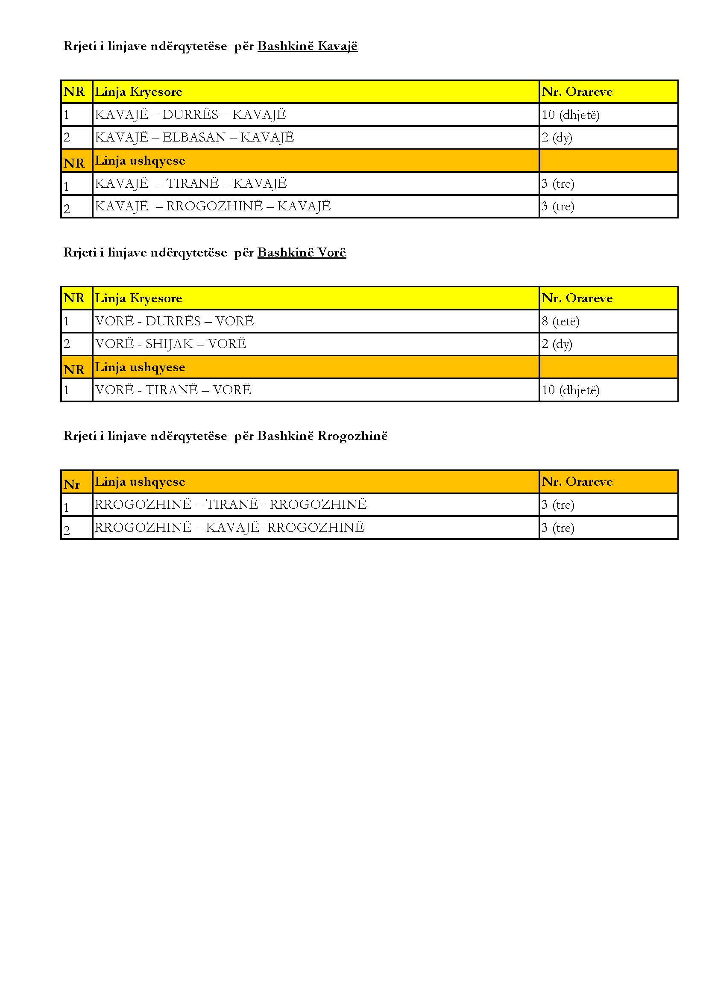 Rrjeti i linjave ndërqytetëse  për Bashkinë Kavajë
NR Linja Kryesore Nr. Orareve
1 KAVAJË – DURRËS – KAVAJË 10 (dhjetë)
2 KAVAJË – ELBASAN – KAVAJË 2 (dy)
NR Linja ushqyese
1 KAVAJË  – TIRANË – KAVAJË 3 (tre)
2 KAVAJË  – RROGOZHINË – KAVAJË 3 (tre)
Rrjeti i linjave ndërqytetëse  për Bashkinë Vorë
NR Linja Kryesore Nr. Orareve
1 VORË - DURRËS – VORË 8 (tetë)
2 VORË - SHIJAK – VORË 2 (dy)
NR Linja ushqyese
1 VORË - TIRANË – VORË 10 (dhjetë)
Rrjeti i linjave ndërqytetëse  për Bashkinë Rrogozhinë
Nr Linja ushqyese Nr. Orareve
1 RROGOZHINË – TIRANË - RROGOZHINË 3 (tre)
2 RROGOZHINË – KAVAJË- RROGOZHINË 3 (tre)